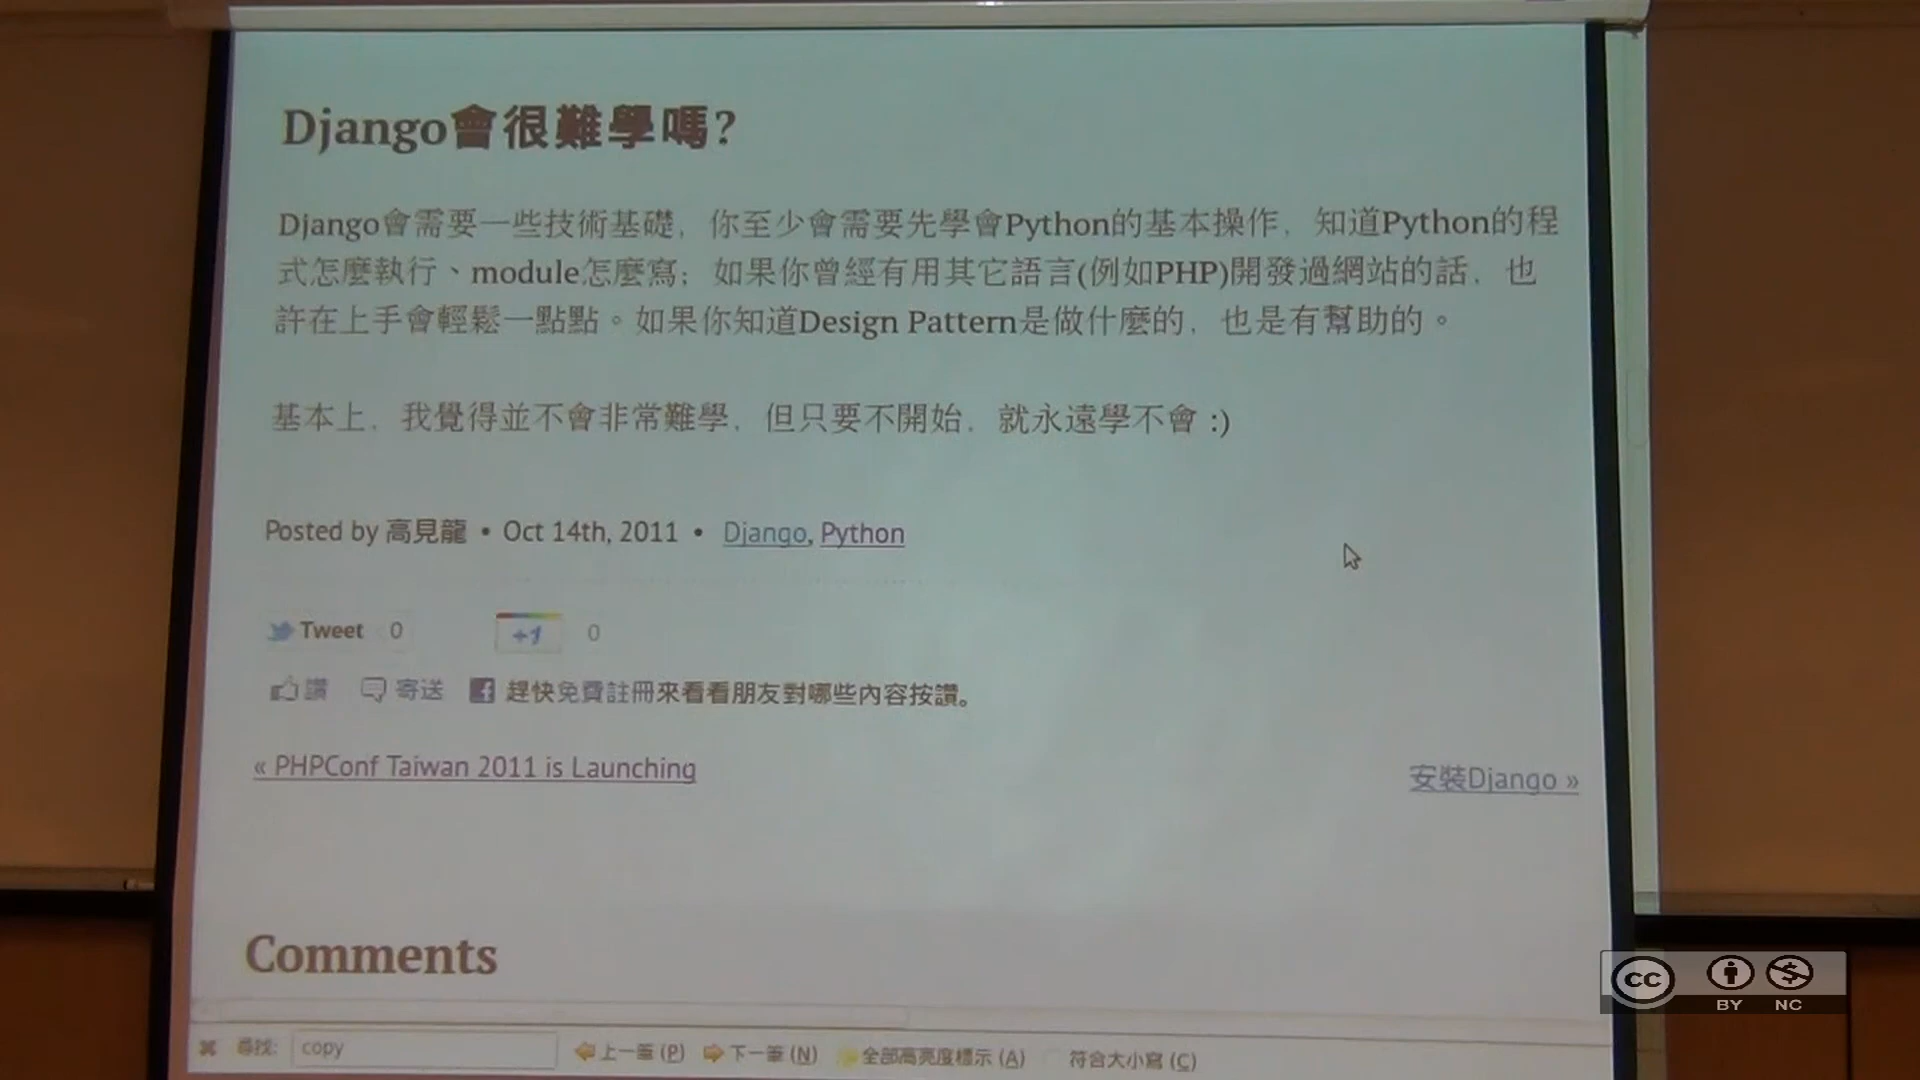 Django會很難學嗎?
Django會需要一些技術基礎，你至少會需要先學會Python的基本操作，知道Python的程
式怎麼執行、module怎麼寫；如果你曾經有用其它語言(例如PHP)開發過網站的話，也
許在上手會輕鬆一點點。如果你知道Design Pattern是做什麼的，也是有幫助的。
基本上，我覺得並不會非常難學，但只要不開始，就永遠學不會 :)
Posted by 高見龍 • Oct 14th, 2011 • Django, Python
Tweet 0 +1 0
讚 寄送 趕快免費註冊來看看朋友對哪些內容按讚。
« PHPConf Taiwan 2011 is Launching
安裝Django »
Comments
尋找: copy 上一筆 (P) 下一筆 (N) 全部高亮度標示 (A) 符合大小寫 (C)
cc BY NC